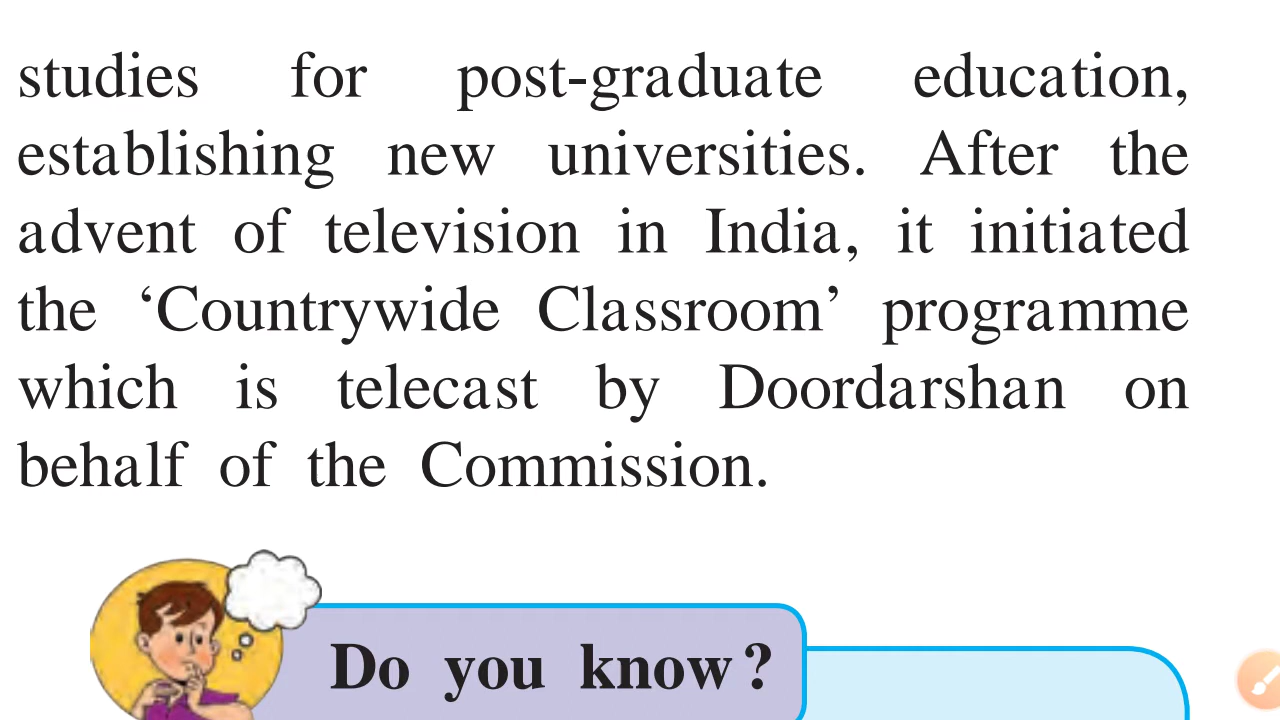 studies for post-graduate education,
establishing new universities. After the
advent of television in India, it initiated
the ‘Countrywide Classroom’ programme
which is telecast by Doordarshan on
behalf of the Commission.
Do you know?